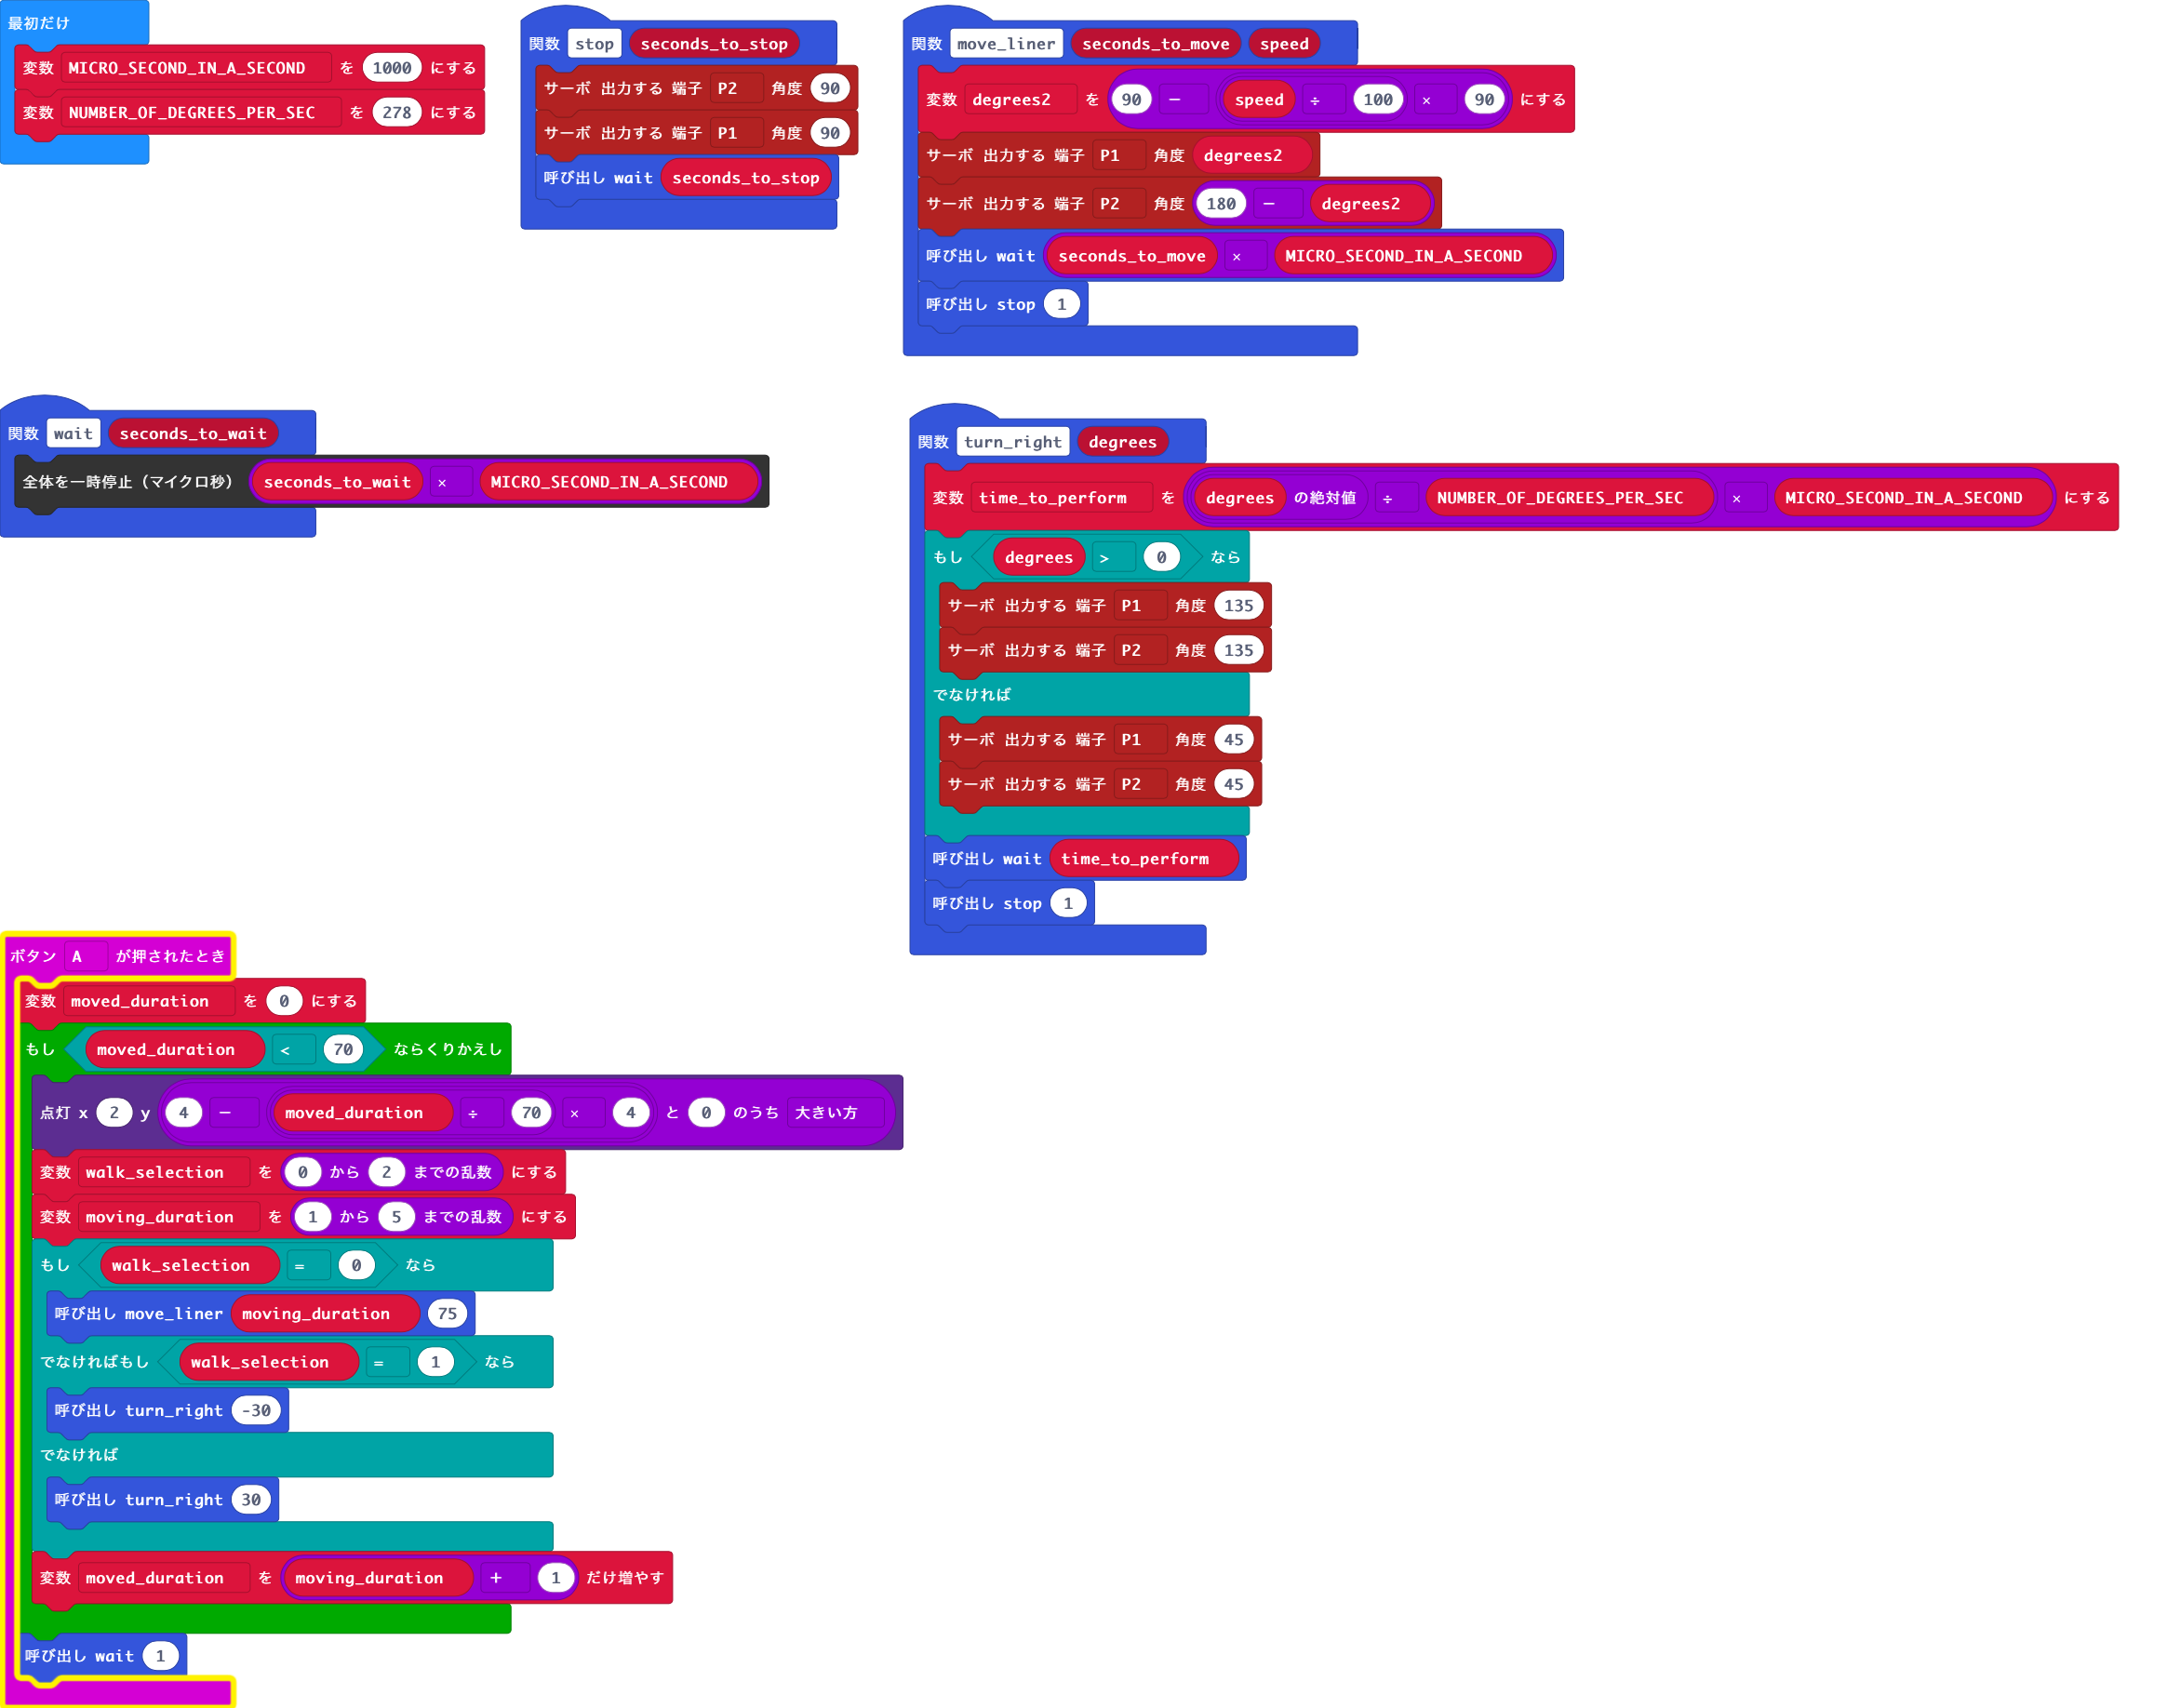 最初だけ
変数 MICRO_SECOND_IN_A_SECOND を 1000 にする
変数 NUMBER_OF_DEGREES_PER_SEC を 278 にする
関数 stop seconds_to_stop
サーボ 出力する 端子 P2 角度 90
サーボ 出力する 端子 P1 角度 90
呼び出し wait seconds_to_stop
関数 move_liner seconds_to_move speed
変数 degrees2 を 90 - speed ÷ 100 × 90 にする
サーボ 出力する 端子 P1 角度 degrees2
サーボ 出力する 端子 P2 角度 180 - degrees2
呼び出し wait seconds_to_move × MICRO_SECOND_IN_A_SECOND
呼び出し stop 1
関数 wait seconds_to_wait
全体を一時停止（マイクロ秒） seconds_to_wait × MICRO_SECOND_IN_A_SECOND
関数 turn_right degrees
変数 time_to_perform を degrees の絶対値 ÷ NUMBER_OF_DEGREES_PER_SEC × MICRO_SECOND_IN_A_SECOND にする
もし degrees > 0 なら
サーボ 出力する 端子 P1 角度 135
サーボ 出力する 端子 P2 角度 135
でなければ
サーボ 出力する 端子 P1 角度 45
サーボ 出力する 端子 P2 角度 45
呼び出し wait time_to_perform
呼び出し stop 1
ボタン A が押されたとき
変数 moved_duration を 0 にする
もし moved_duration < 70 ならくりかえし
点灯 x 2 y 4 - moved_duration ÷ 70 × 4 と 0 のうち 大きい方
変数 walk_selection を 0 から 2 までの乱数 にする
変数 moving_duration を 1 から 5 までの乱数 にする
もし walk_selection = 0 なら
呼び出し move_liner moving_duration 75
でなければもし walk_selection = 1 なら
呼び出し turn_right -30
でなければ
呼び出し turn_right 30
変数 moved_duration を moving_duration + 1 だけ増やす
呼び出し wait 1